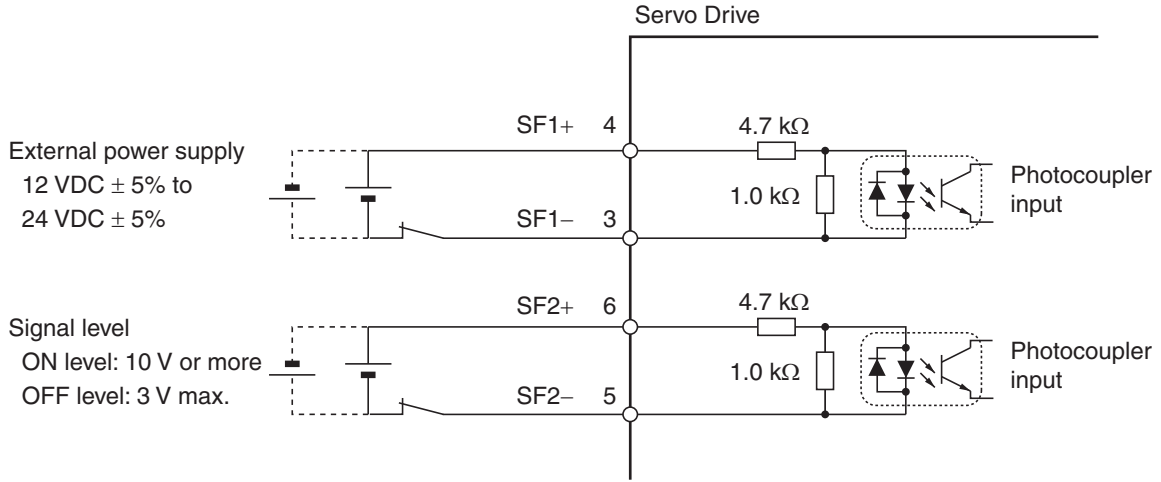 Servo Drive
SF1+ 4
4.7 kΩ
External power supply
12 VDC ± 5% to
24 VDC ± 5%
1.0 kΩ
Photocoupler
input
SF1− 3
SF2+ 6
4.7 kΩ
Signal level
ON level: 10 V or more
OFF level: 3 V max.
1.0 kΩ
Photocoupler
input
SF2− 5